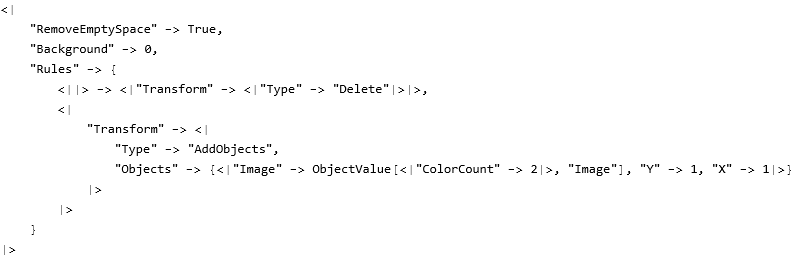 <|
    "RemoveEmptySpace" -> True,
    "Background" -> 0,
    "Rules" -> {
        <||> -> <|"Transform" -> <|"Type" -> "Delete"|>|>,
        <|
            "Transform" -> <|
                "Type" -> "AddObjects",
                "Objects" -> {<|"Image" -> ObjectValue[<|"ColorCount" -> 2|>, "Image"], "Y" -> 1, "X" -> 1|>}
            |>
        |>
    }
|>